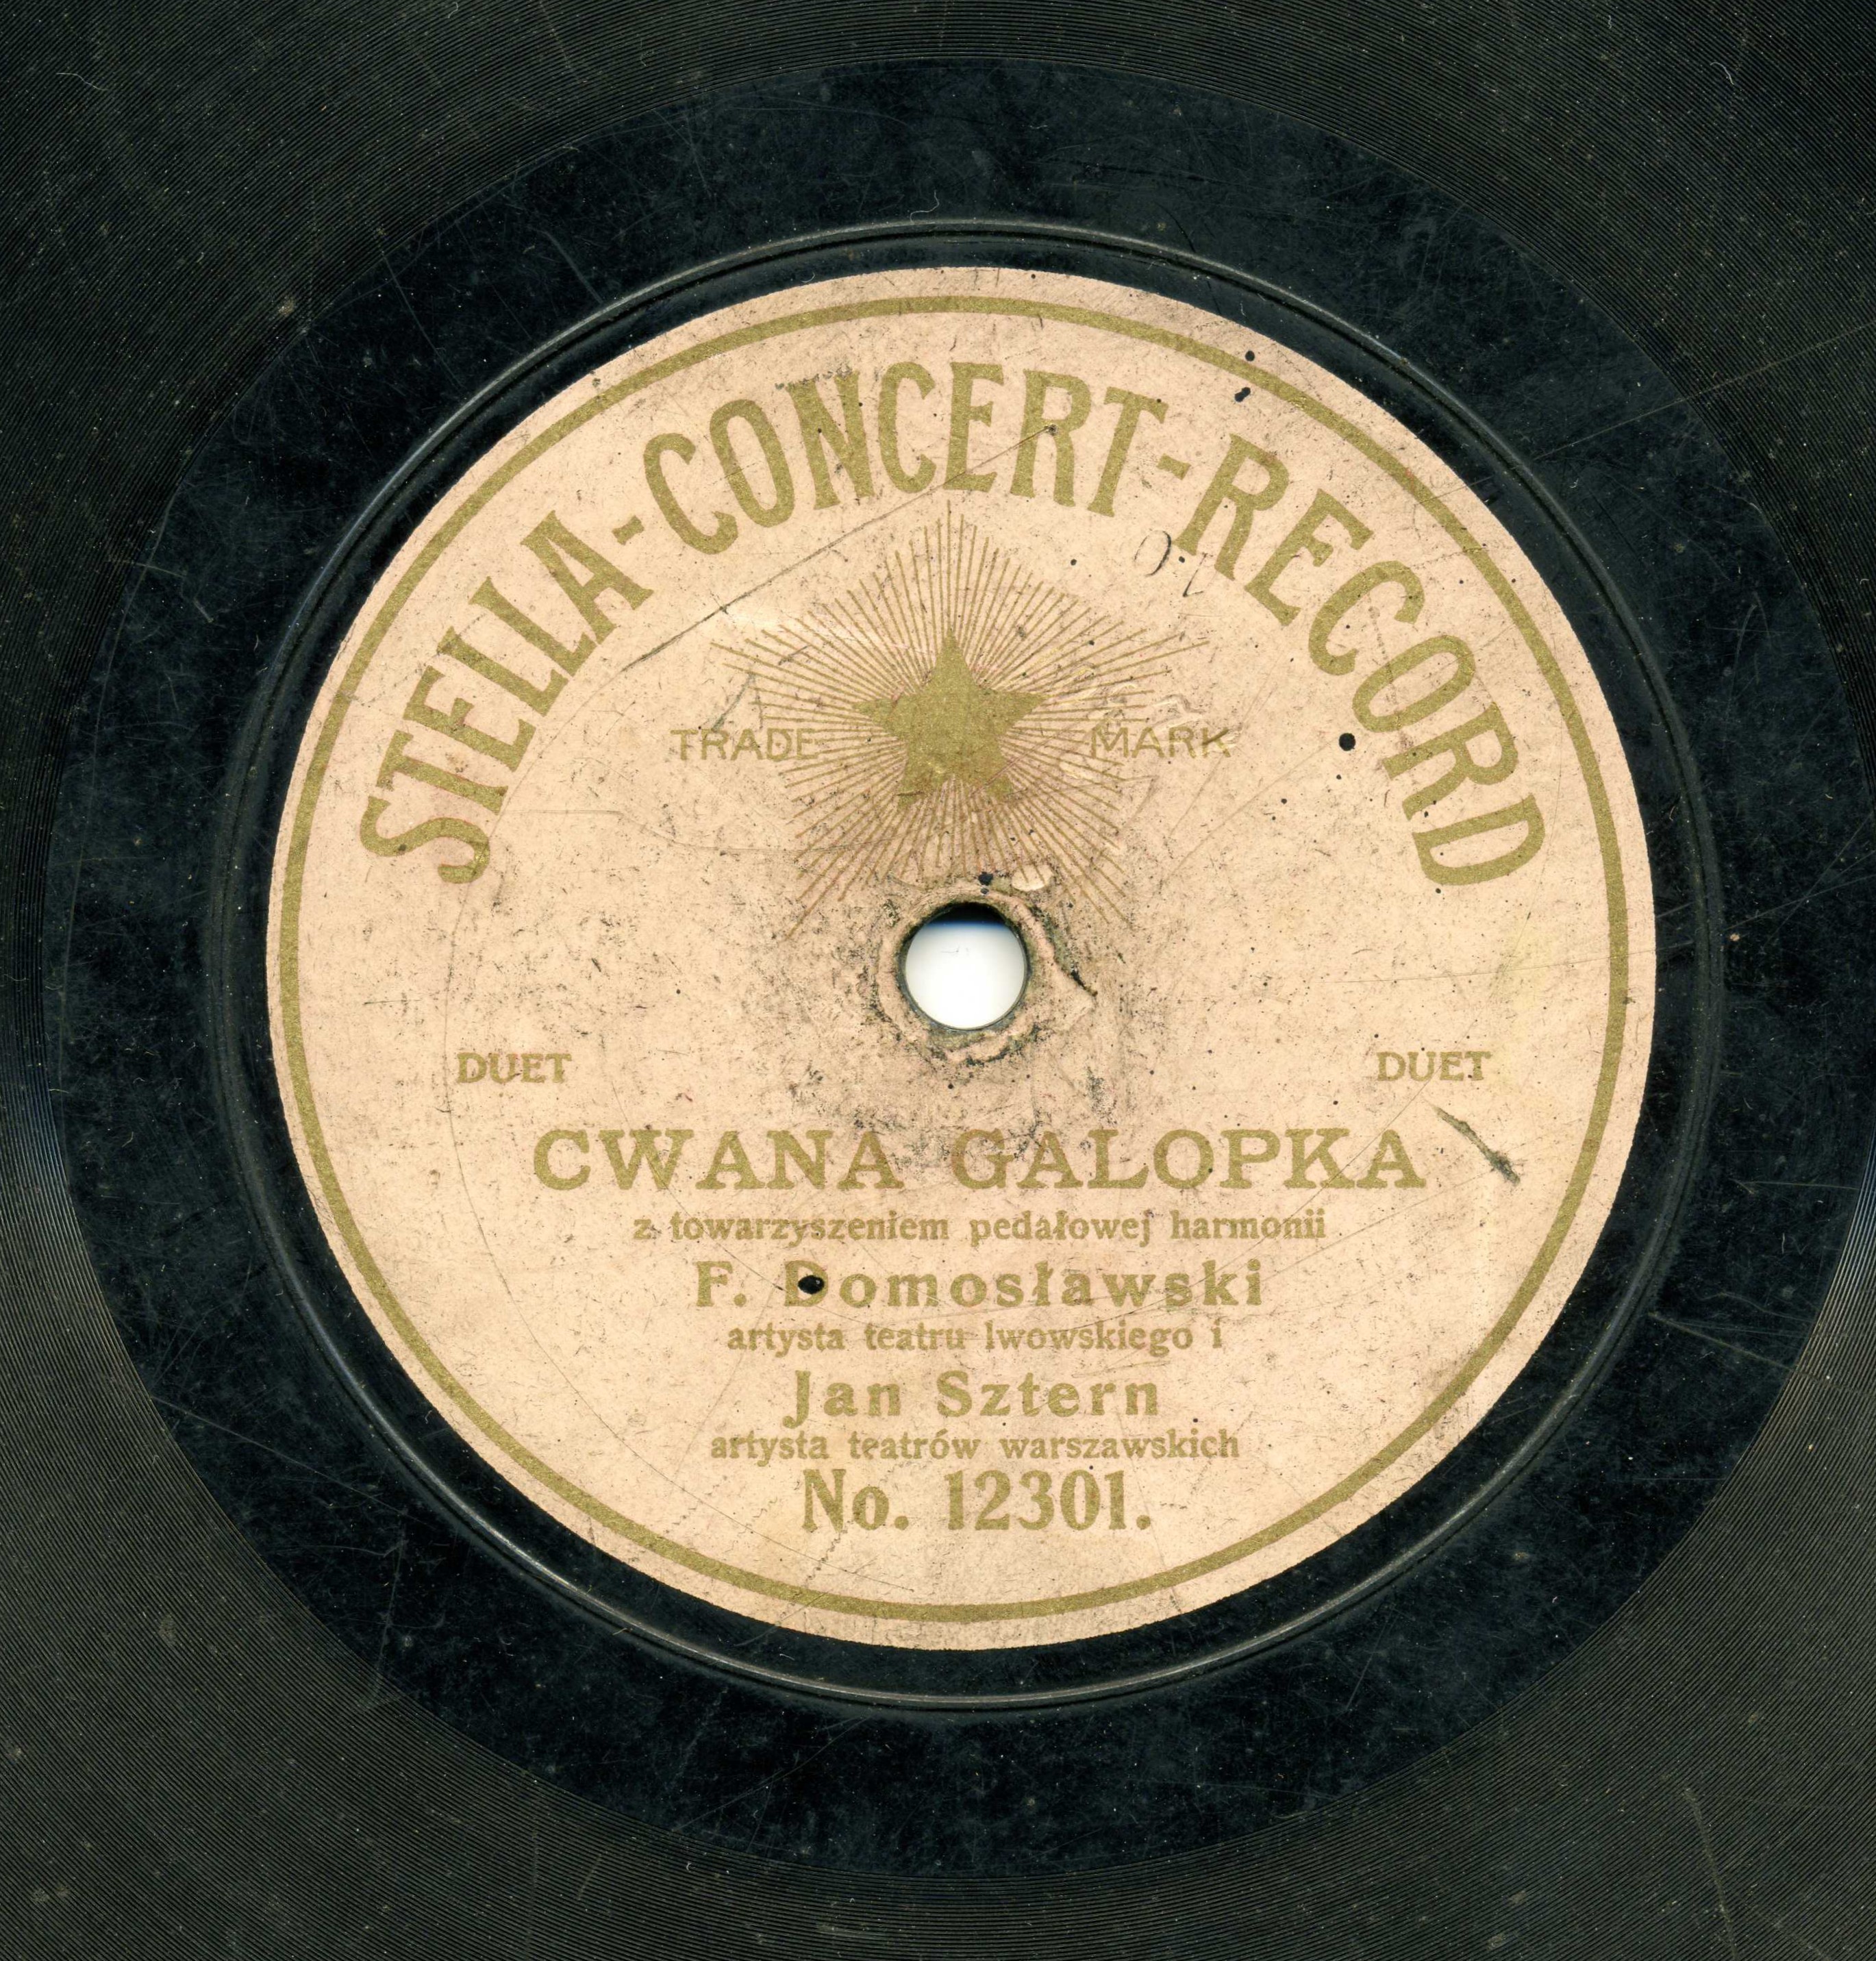 STELLA-CONCERT-RECORD
TRADE MARK
DUET DUET
CWANA GALOPKA
z towarzyszeniem pedałowej harmonii
F. Domosławski
artysta teatru lwowskiego i
Jan Sztern
artysta teatrów warszawskich
No. 12301.